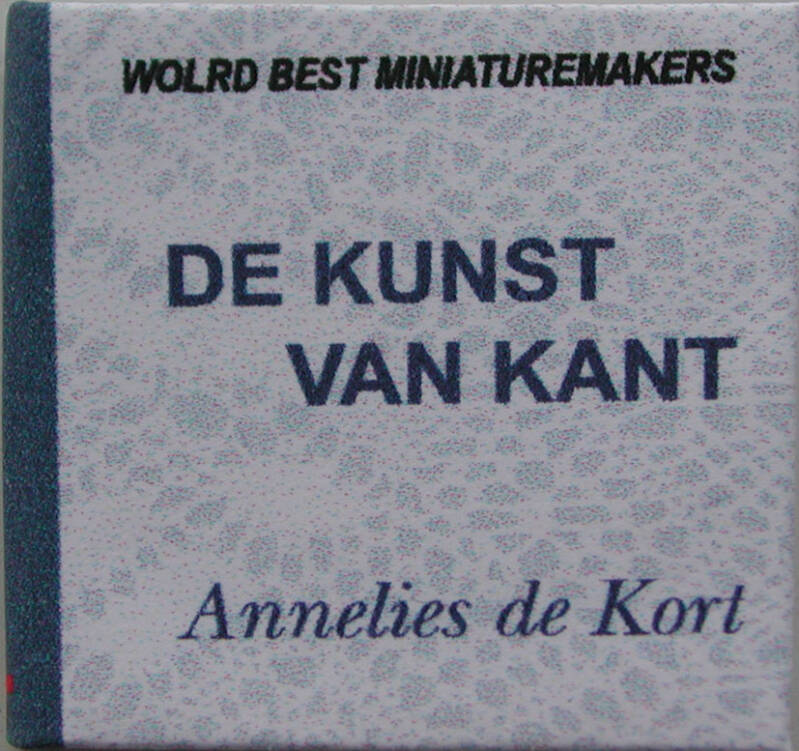 WOLRD BEST MINIATUREMAKERS
DE KUNST
VAN KANT
Annelies de Kort